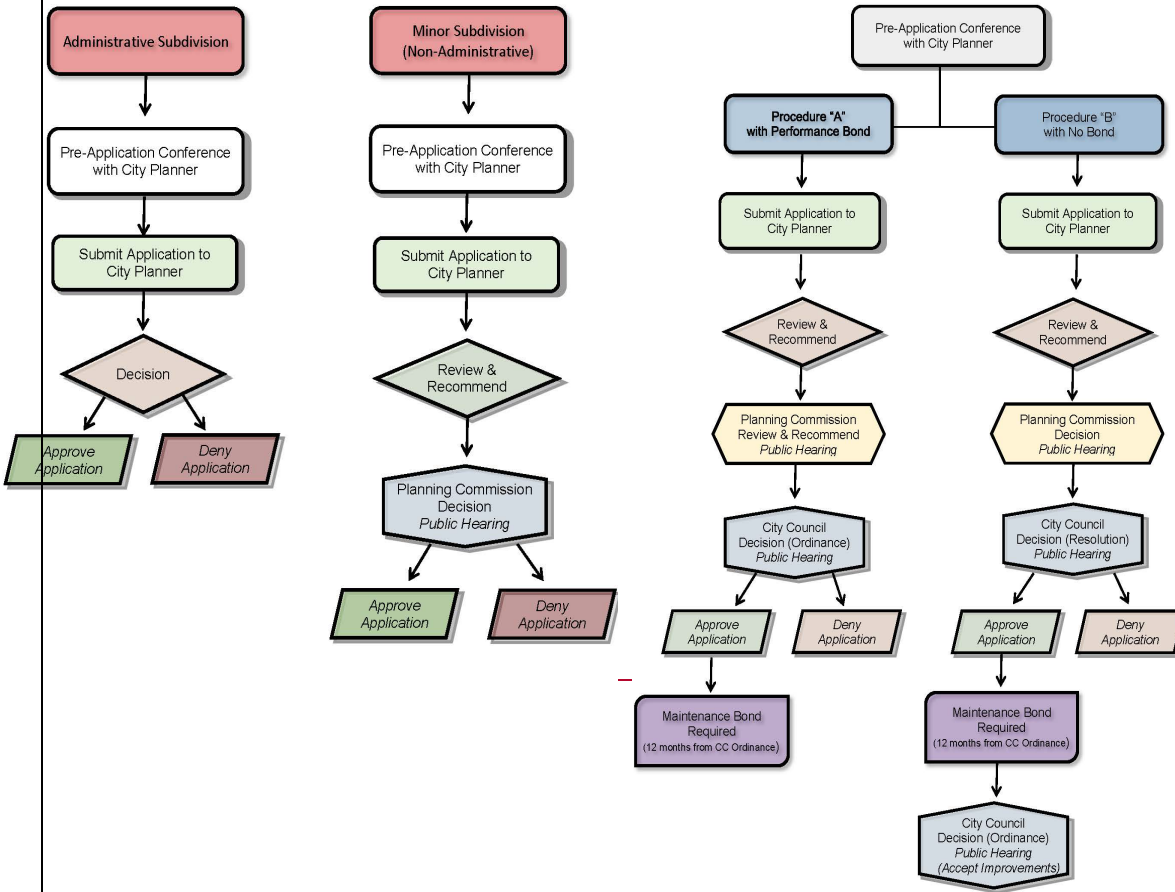 Administrative Subdivision
Pre-Application Conference
with City Planner
Submit Application to
City Planner
Decision
Approve
Application
Deny
Application
Minor Subdivision
(Non-Administrative)
Pre-Application Conference
with City Planner
Submit Application to
City Planner
Review &
Recommend
Planning Commission
Decision
Public Hearing
Approve
Application
Deny
Application
Pre-Application Conference
with City Planner
Procedure "A"
with Performance Bond
Submit Application to
City Planner
Review &
Recommend
Planning Commission
Review & Recommend
Public Hearing
City Council
Decision (Ordinance)
Public Hearing
Approve
Application
Deny
Application
Maintenance Bond
Required
(12 months from CC Ordinance)
Procedure "B"
with No Bond
Submit Application to
City Planner
Review &
Recommend
Planning Commission
Decision
Public Hearing
City Council
Decision (Resolution)
Public Hearing
Approve
Application
Deny
Application
Maintenance Bond
Required
(12 months from CC Ordinance)
City Council
Decision (Ordinance)
Public Hearing
(Accept Improvements)